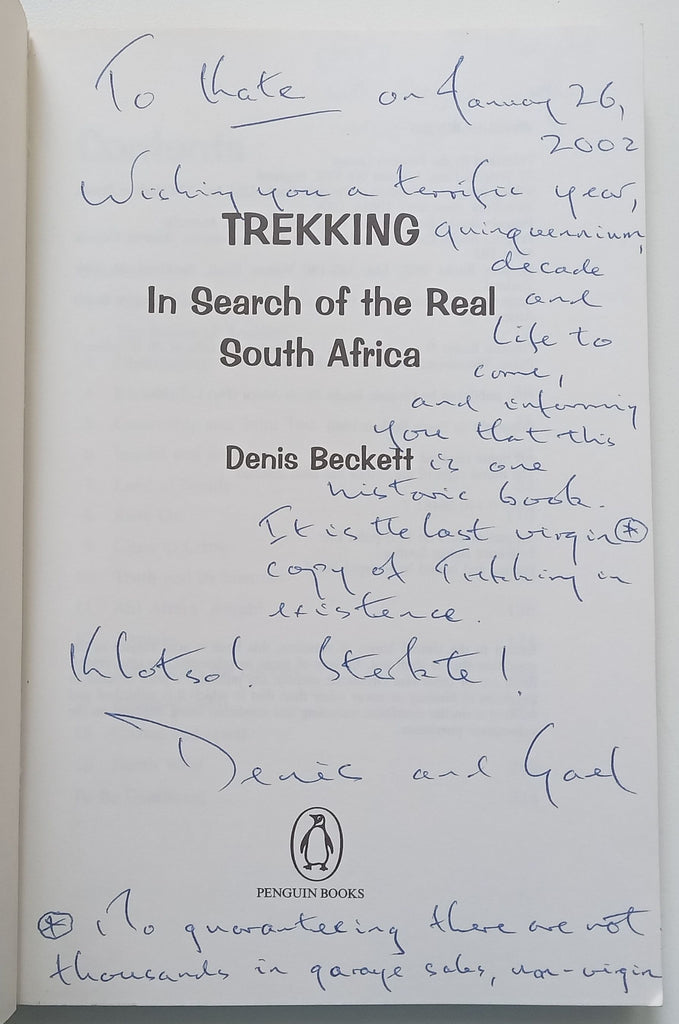 To Khate on January 26,
2002
Wishing you a terrific year,
TREKKING quinquennium,
decade
In Search of the Real and
Life to
South Africa
come,
and informing
you that this
Denis Beckett is one
historic book.
It is the last virgin *
copy of Trekking in
existence.
Khotso! Sterkte!
Denis and Gael
PENGUIN BOOKS
* No guaranteeing there are not
thousands in garage sales, non-virgin